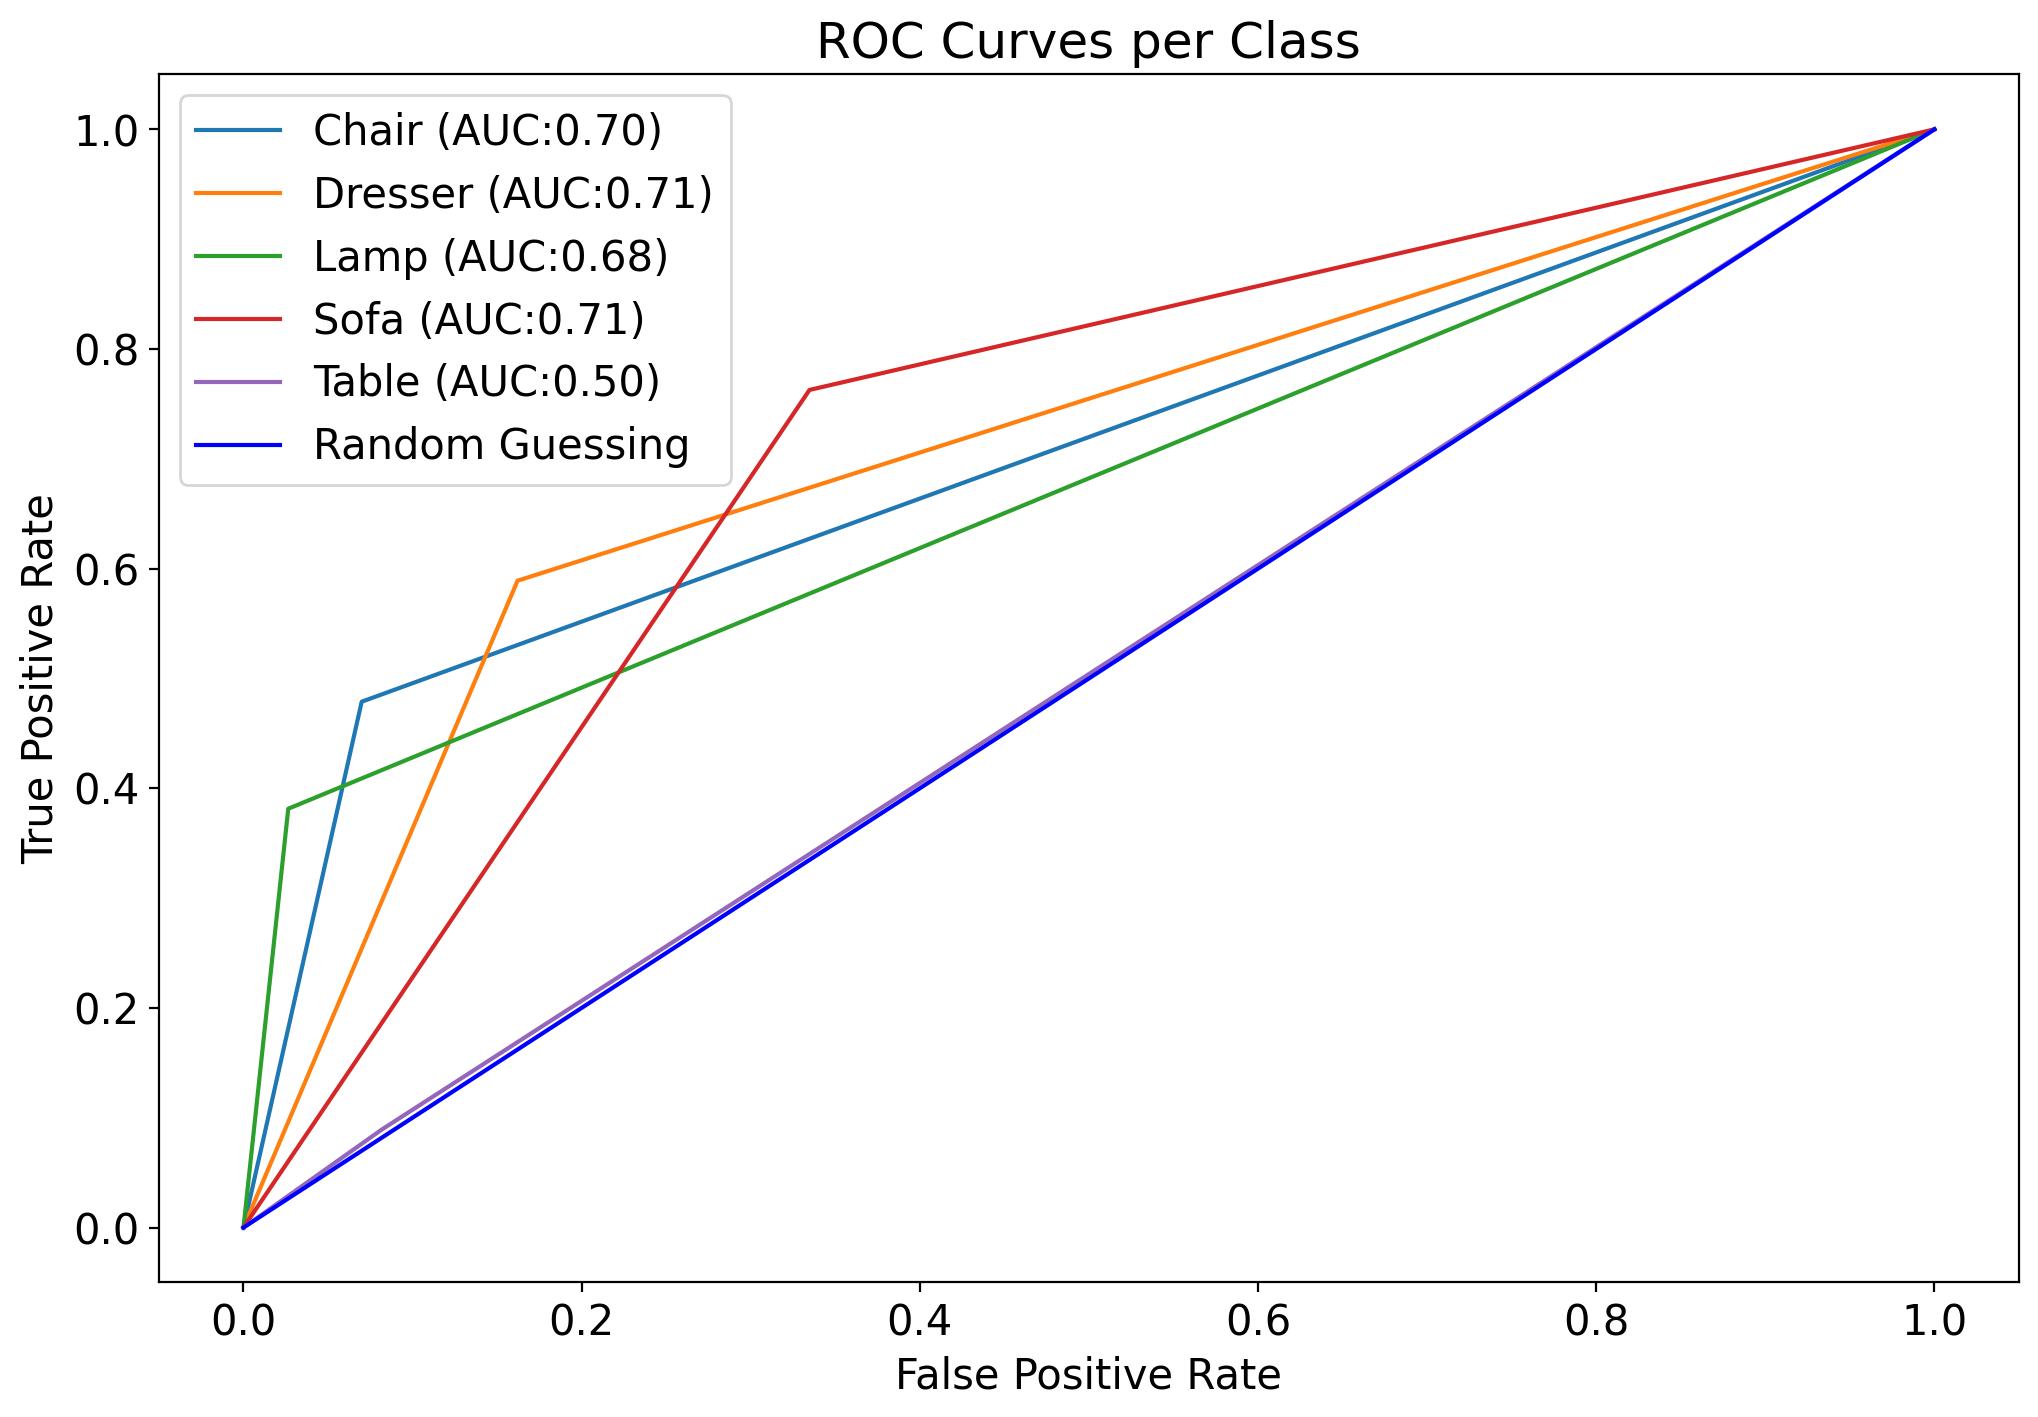 ROC Curves per Class
Chair (AUC:0.70)
Dresser (AUC:0.71)
Lamp (AUC:0.68)
Sofa (AUC:0.71)
Table (AUC:0.50)
Random Guessing
True Positive Rate
1.0
0.8
0.6
0.4
0.2
0.0
0.0 0.2 0.4 0.6 0.8 1.0
False Positive Rate